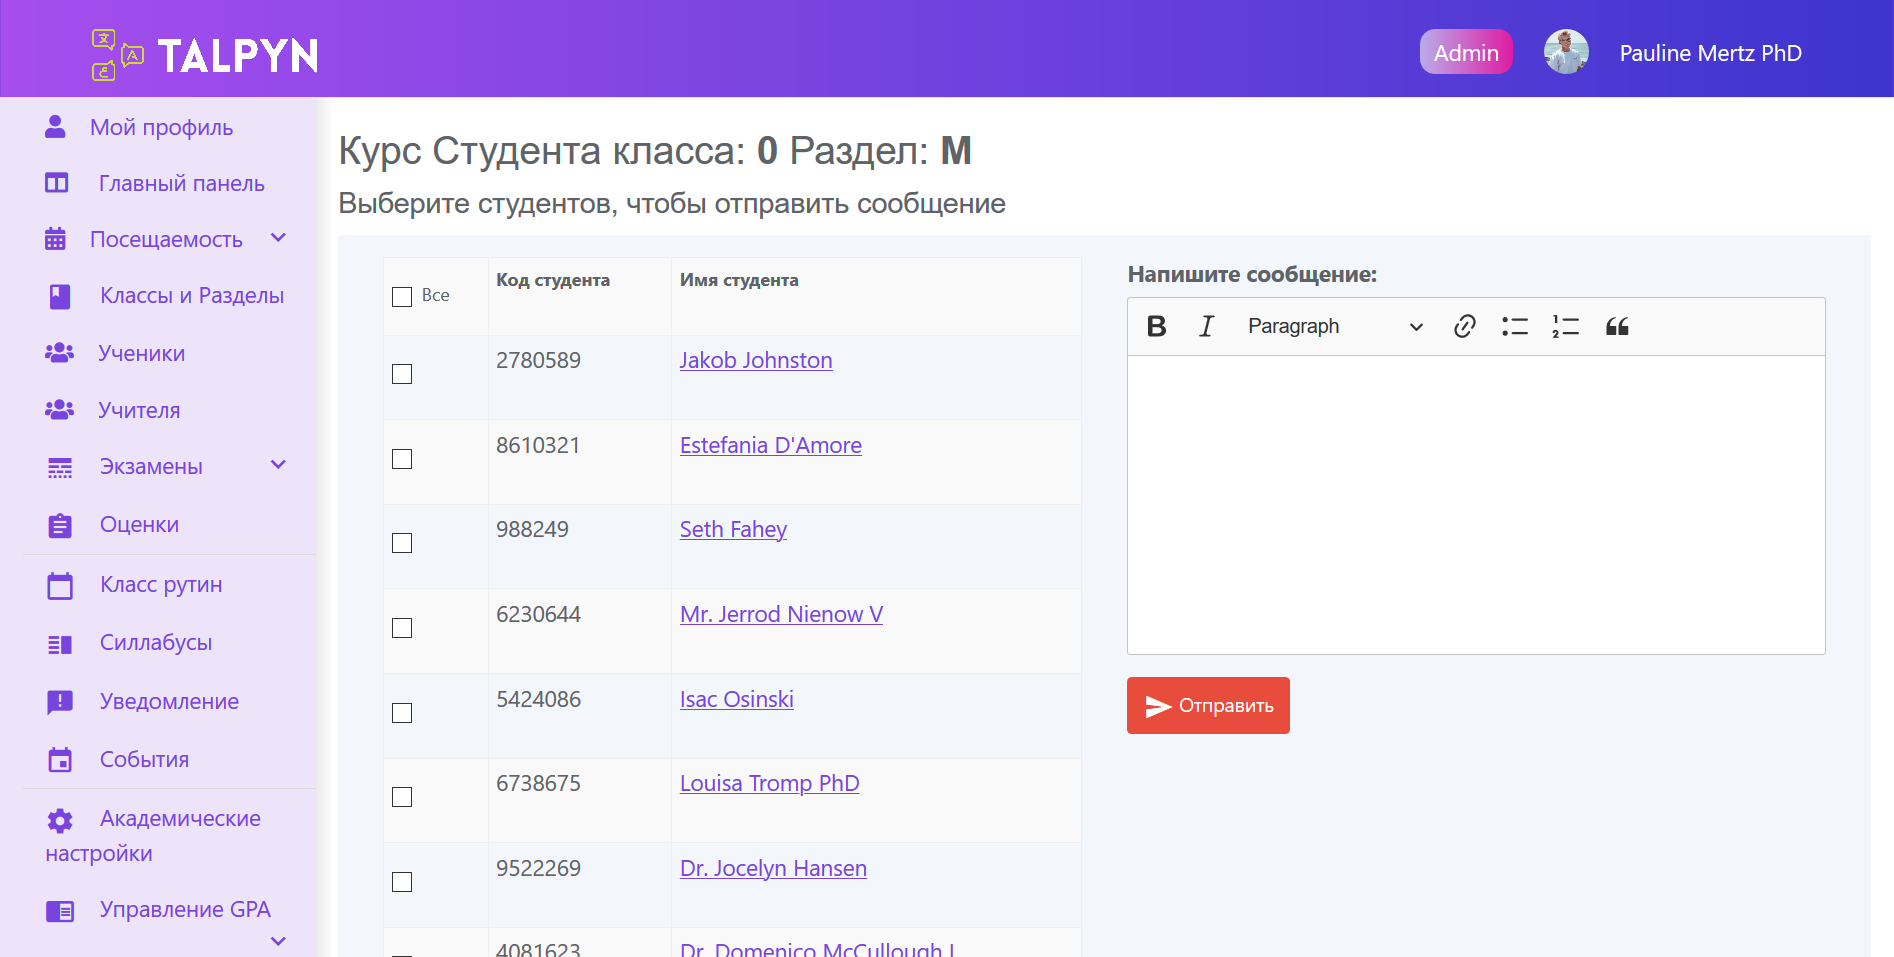 TALPYN
Admin
Pauline Mertz PhD
Мой профиль
Главный панель
Посещаемость
Классы и Разделы
Ученики
Учителя
Экзамены
Оценки
Класс рутин
Силлабусы
Уведомление
События
Академические
настройки
Управление GPA
Курс Студента класса: 0 Раздел: M
Выберите студентов, чтобы отправить сообщение
Все Код студента Имя студента
2780589 Jakob Johnston
8610321 Estefania D'Amore
988249 Seth Fahey
6230644 Mr. Jerrod Nienow V
5424086 Isac Osinski
6738675 Louisa Tromp PhD
9522269 Dr. Jocelyn Hansen
4081623 Dr. Domenico McCullough
Напишите сообщение:
Paragraph
Отправить